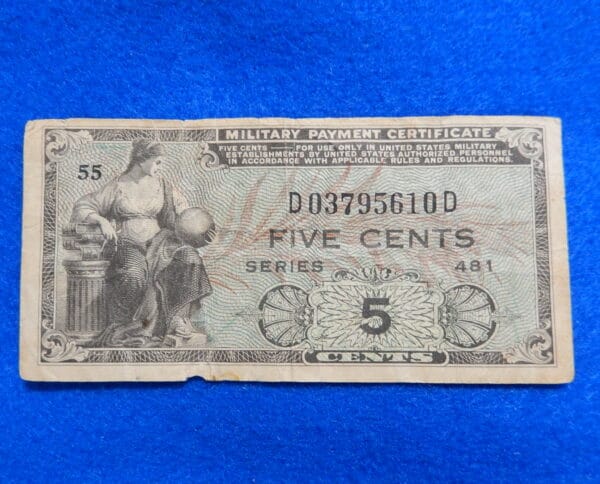 MILITARY PAYMENT CERTIFICATE
FIVE CENTS — FOR USE ONLY IN UNITED STATES MILITARY
ESTABLISHMENTS BY UNITED STATES AUTHORIZED PERSONNEL
IN ACCORDANCE WITH APPLICABLE RULES AND REGULATIONS.
55
D03795610D
FIVE CENTS
SERIES 481
5
CENTS